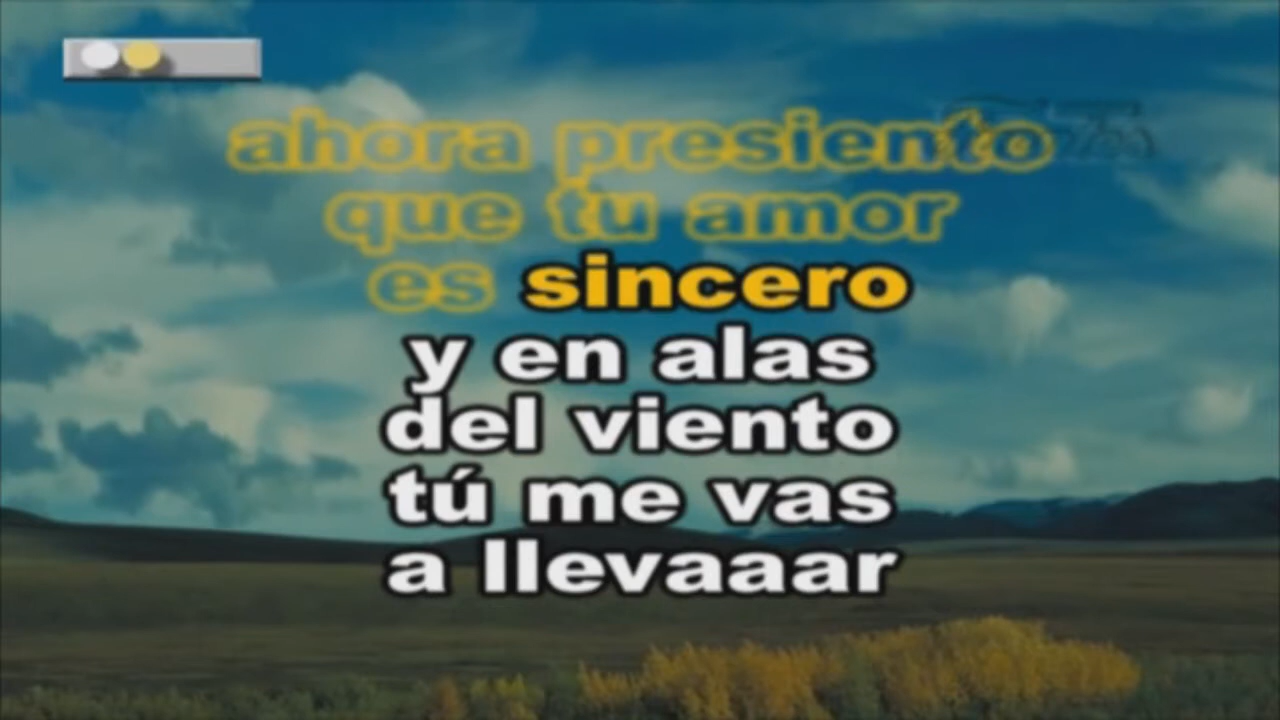 ahora presiento
que tu amor
es sincero
y en alas
del viento
tú me vas
a llevaaar